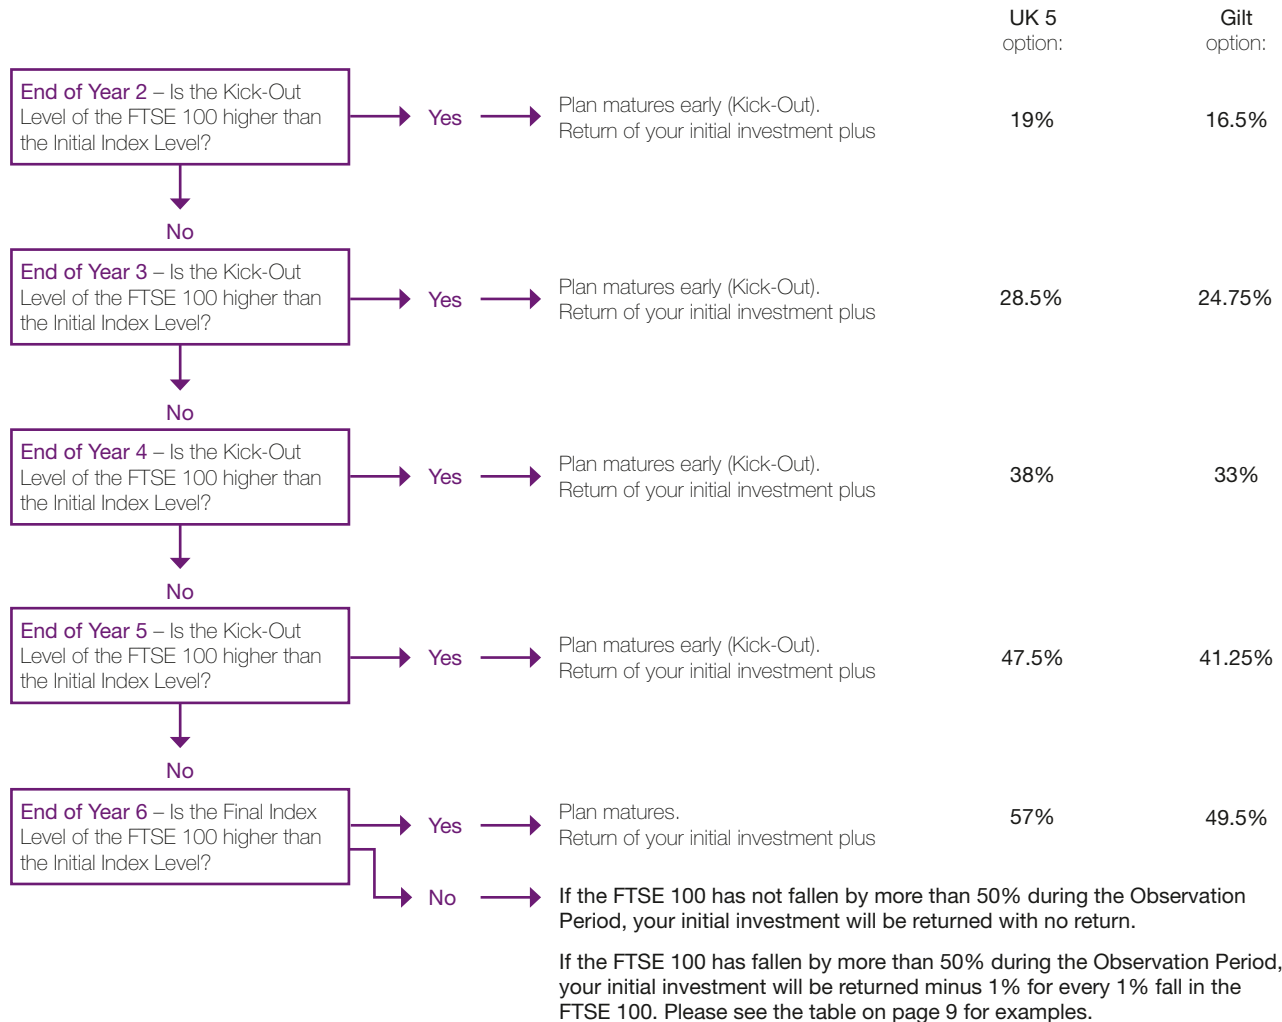 UK 5 Gilt
option: option:
End of Year 2 – Is the Kick-Out
Level of the FTSE 100 higher than
the Initial Index Level?
Yes
Plan matures early (Kick-Out).
Return of your initial investment plus
19% 16.5%
No
End of Year 3 – Is the Kick-Out
Level of the FTSE 100 higher than
the Initial Index Level?
Yes
Plan matures early (Kick-Out).
Return of your initial investment plus
28.5% 24.75%
No
End of Year 4 – Is the Kick-Out
Level of the FTSE 100 higher than
the Initial Index Level?
Yes
Plan matures early (Kick-Out).
Return of your initial investment plus
38% 33%
No
End of Year 5 – Is the Kick-Out
Level of the FTSE 100 higher than
the Initial Index Level?
Yes
Plan matures early (Kick-Out).
Return of your initial investment plus
47.5% 41.25%
No
End of Year 6 – Is the Final Index
Level of the FTSE 100 higher than
the Initial Index Level?
Yes
Plan matures.
Return of your initial investment plus
57% 49.5%
No
If the FTSE 100 has not fallen by more than 50% during the Observation
Period, your initial investment will be returned with no return.
If the FTSE 100 has fallen by more than 50% during the Observation Period,
your initial investment will be returned minus 1% for every 1% fall in the
FTSE 100. Please see the table on page 9 for examples.